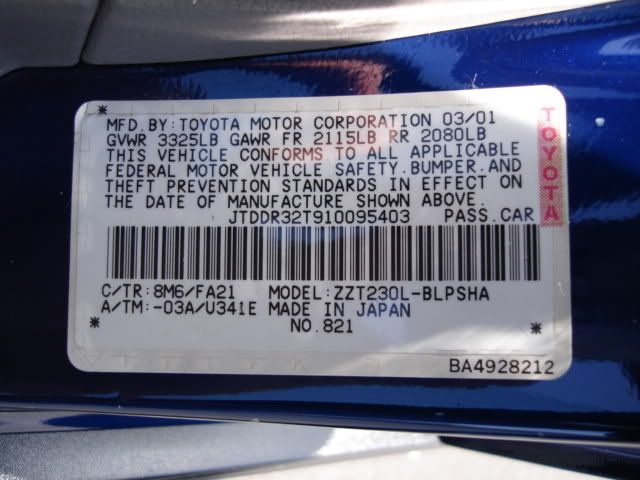 MFD.BY:TOYOTA MOTOR CORPORATION 03/01
GVWR 3325LB GAWR FR 2115LB RR 2080LB
THIS VEHICLE CONFORMS TO ALL APPLICABLE
FEDERAL MOTOR VEHICLE SAFETY.BUMPER.AND
THEFT PREVENTION STANDARDS IN EFFECT ON
THE DATE OF MANUFACTURE SHOWN ABOVE.
JTDDR32T910095403 PASS.CAR
TOYOTA
C/TR:8M6/FA21 MODEL:ZZT230L-BLPSHA
A/TM:-03A/U341E MADE IN JAPAN
NO.821
BA4928212